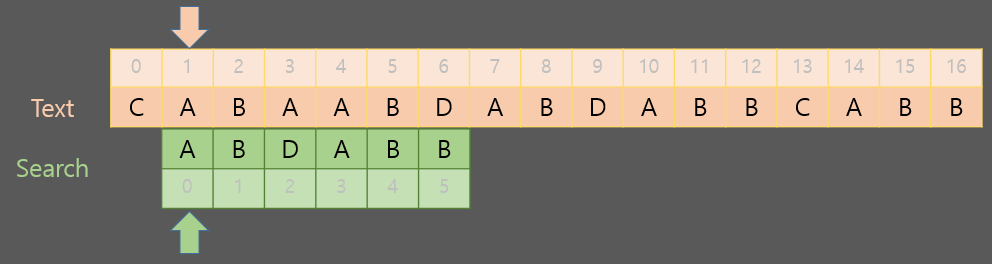 0 1 2 3 4 5 6 7 8 9 10 11 12 13 14 15 16
Text C A B A A B D A B D A B B C A B B
Search A B D A B B
0 1 2 3 4 5